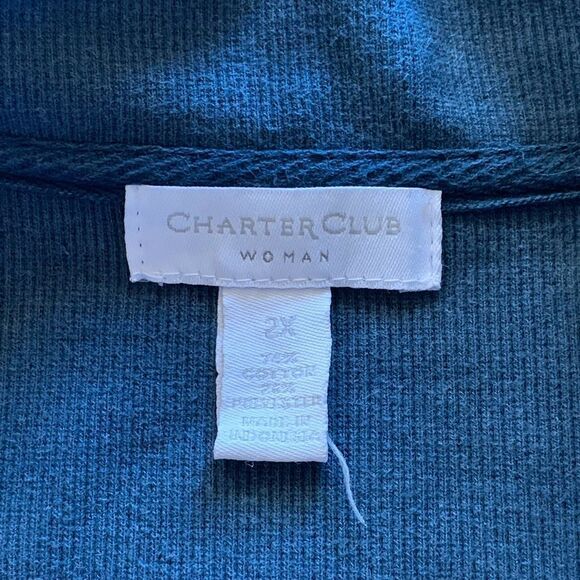 CHARTER CLUB
WOMAN
2X
COTTON
POLYESTER
MADE IN
INDONESIA